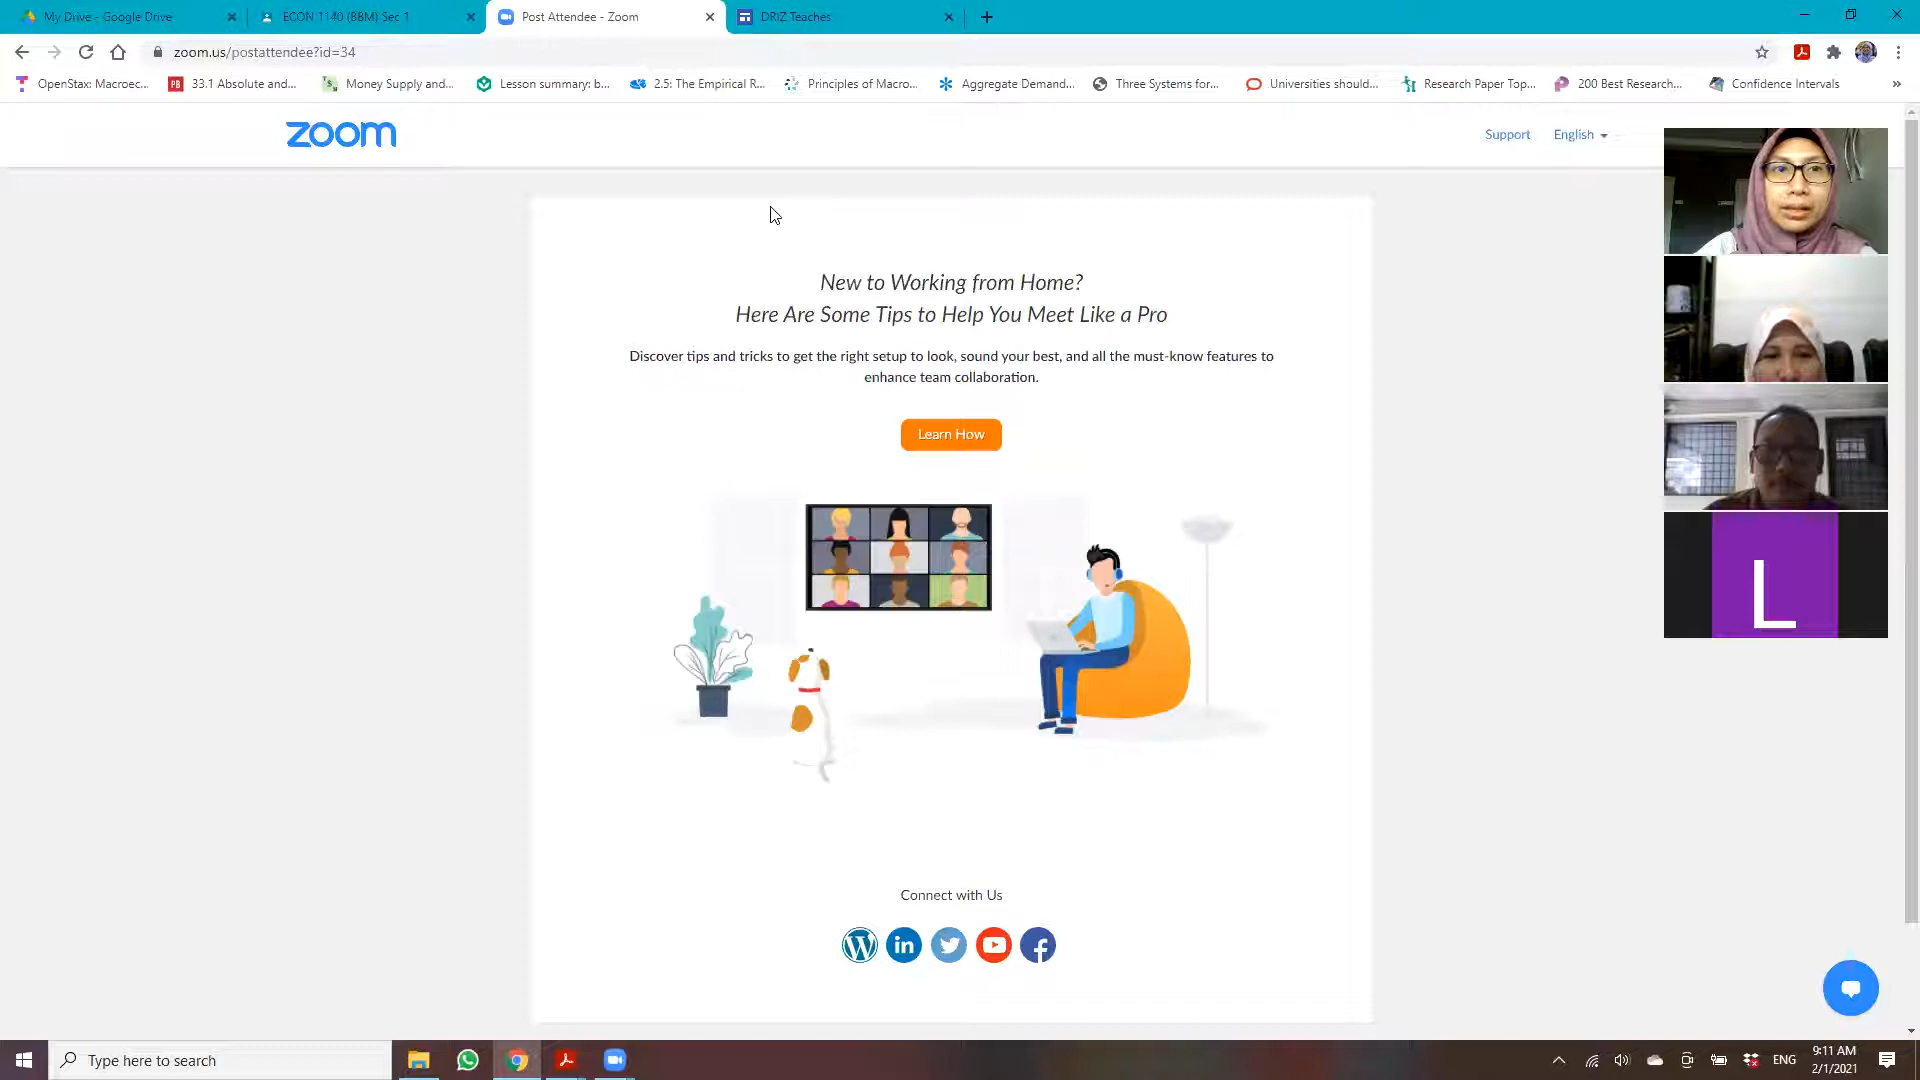 My Drive - Google Drive
ECON 1140 (BBM) Sec 1
Post Attendee - Zoom
DRIZ Teaches
zoom.us/postattendee?id=34
OpenStax: Macroec...
PB 33.1 Absolute and...
Money Supply and...
Lesson summary: b...
2.5: The Empirical R...
Principles of Macro...
Aggregate Demand...
Three Systems for...
Universities should...
Research Paper Top...
200 Best Research...
Confidence Intervals
»
zoom
Support
English
New to Working from Home?
Here Are Some Tips to Help You Meet Like a Pro
Discover tips and tricks to get the right setup to look, sound your best, and all the must-know features to
enhance team collaboration.
Learn How
L
Connect with Us
in
Type here to search
ENG
9:11 AM
2/1/2021